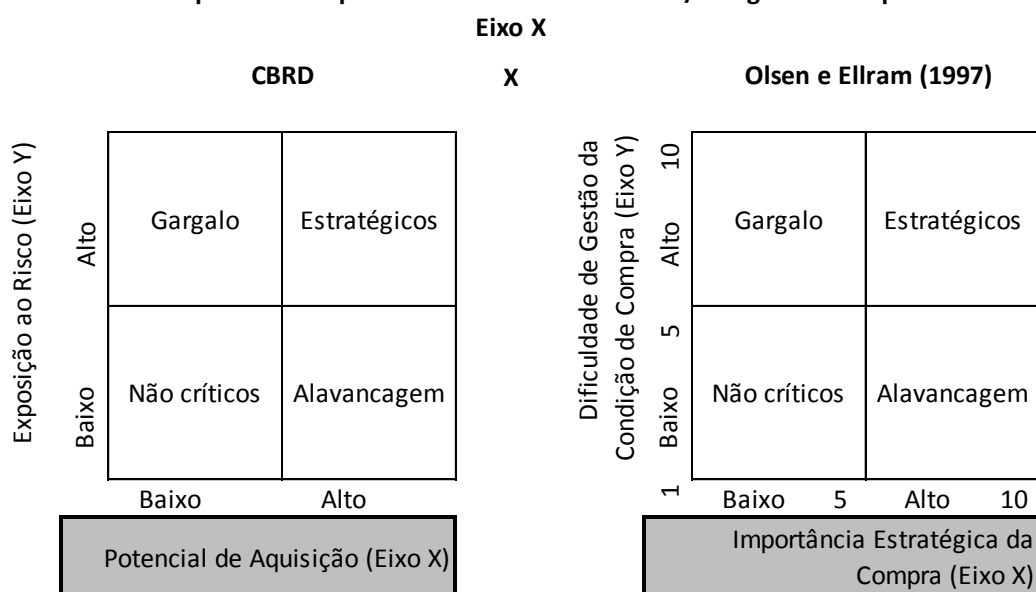 Eixo X
CBRD
X
Olsen e Ellram (1997)
Exposição ao Risco (Eixo Y)
Alto
Baixo
Gargalo
Estratégicos
Não críticos
Alavancagem
Baixo
Alto
Potencial de Aquisição (Eixo X)
Dificuldade de Gestão da
Condição de Compra (Eixo Y)
10
Alto
5
Baixo
1
Gargalo
Estratégicos
Não críticos
Alavancagem
Baixo 5 Alto 10
Importância Estratégica da
Compra (Eixo X)